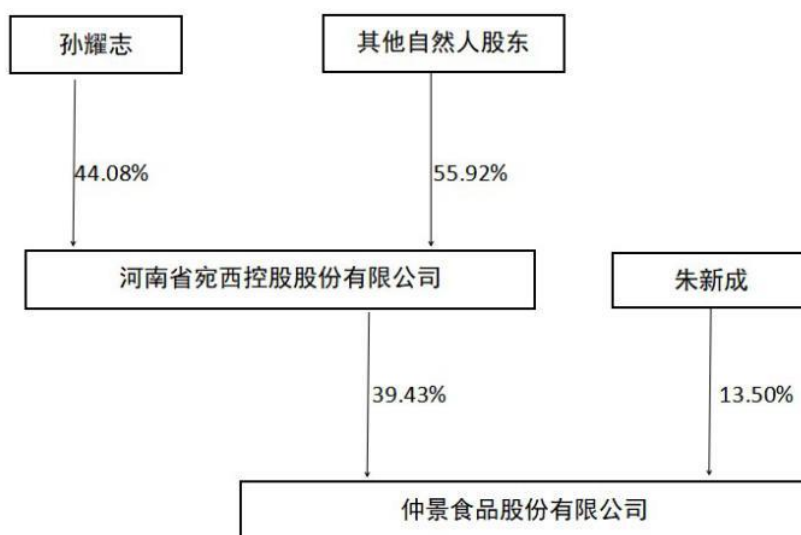 孙耀志
其他自然人股东
44.08%
55.92%
河南省宛西控股股份有限公司
朱新成
39.43%
13.50%
仲景食品股份有限公司